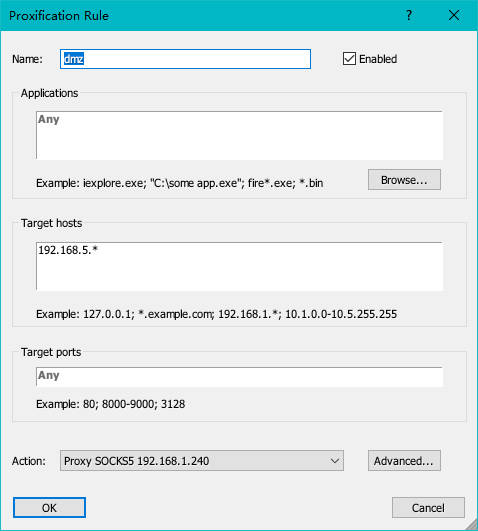 Proxification Rule
?
Name:
dmz
Enabled
Applications
Any
Example: iexplore.exe; "C:\some app.exe"; fire*.exe; *.bin
Browse...
Target hosts
192.168.5.*
Example: 127.0.0.1; *.example.com; 192.168.1.*; 10.1.0.0-10.5.255.255
Target ports
Any
Example: 80; 8000-9000; 3128
Action:
Proxy SOCKS5 192.168.1.240
Advanced...
OK
Cancel